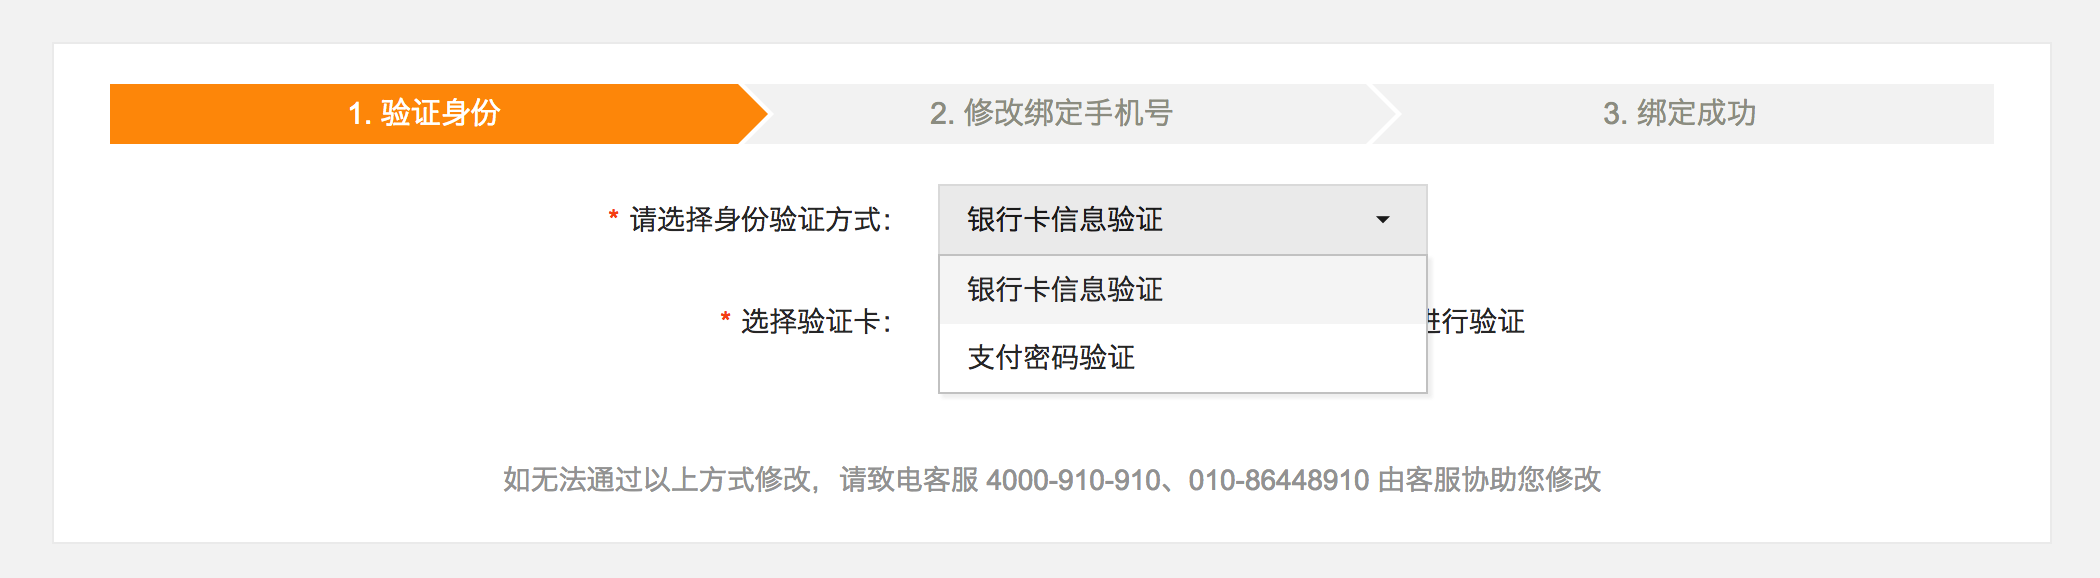 1. 验证身份
2. 修改绑定手机号
3. 绑定成功
* 请选择身份验证方式：
银行卡信息验证
银行卡信息验证
* 选择验证卡：
行验证
支付密码验证
如无法通过以上方式修改，请致电客服 4000-910-910、010-86448910 由客服协助您修改